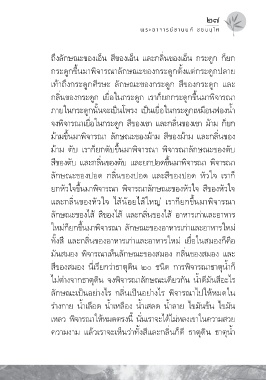 ๒๗
พระอาจารย์ฮานเต้ ชยมฺนโท
ถึงลักษณะของเอ็น สีของเอ็น และกลิ่นของเอ็น กระดูก ก็ยก
กระดูกขึ้นมาพิจารณาลักษณะของกระดูกตั้งแต่กระดูกปลาย
เท้าถึงกระดูกศีรษะ ลักษณะของกระดูก สีของกระดูก และ
กลิ่นของกระดูก เยื่อในกระดูก เราก็ยกกระดูกขึ้นมาพิจารณา
ภายในกระดูกนั้นจะเป็นโพรง เป็นเยื่อในกระดูกเหมือนฟองน้ำ
จงพิจารณาเยื่อในกระดูก สีของเขา และกลิ่นของเขา ม้าม ก็ยก
ม้ามขึ้นมาพิจารณา ลักษณะของม้าม สีของม้าม และกลิ่นของ
ม้าม ตับ เราก็ยกตับขึ้นมาพิจารณา พิจารณาลักษณะของตับ
สีของตับ และกลิ่นของตับ และยกปอดขึ้นมาพิจารณา พิจารณา
ลักษณะของปอด กลิ่นของปอด และสีของปอด หัวใจ เราก็
ยกหัวใจขึ้นมาพิจารณา พิจารณาลักษณะของหัวใจ สีของหัวใจ
และกลิ่นของหัวใจ ไส้น้อยไส้ใหญ่ เราก็ยกขึ้นมาพิจารณา
ลักษณะของไส้ สีของไส้ และกลิ่นของไส้ อาหารเก่าและอาหาร
ใหม่ก็ยกขึ้นมาพิจารณา ลักษณะของอาหารเก่าและอาหารใหม่
ทั้งสี และกลิ่นของอาหารเก่าและอาหารใหม่ เยื่อในสมองก็คือ
มันสมอง พิจารณาเห็นลักษณะของสมอง กลิ่นของสมอง และ
สีของสมอง นี่เรียกว่าธาตุดิน ๒๐ ชนิด การพิจารณาธาตุน้ำก็
ไม่ต่างจากธาตุดิน จงพิจารณาลักษณะเดียวกัน น้ำดีมันสีอะไร
ลักษณะเป็นอย่างไร กลิ่นเป็นอย่างไร พิจารณาไปให้หมดใน
ร่างกาย น้ำเลือด น้ำเหลือง น้ำเสลด น้ำลาย ไขมันข้น ไขมัน
เหลว พิจารณาให้หมดตรงนี้ นั่นเราจะได้ไม่หลงเขาในความสวย
ความงาม แล้วเราจะเห็นว่าทั้งสีและกลิ่นก็ดี ธาตุดิน ธาตุน้ำ